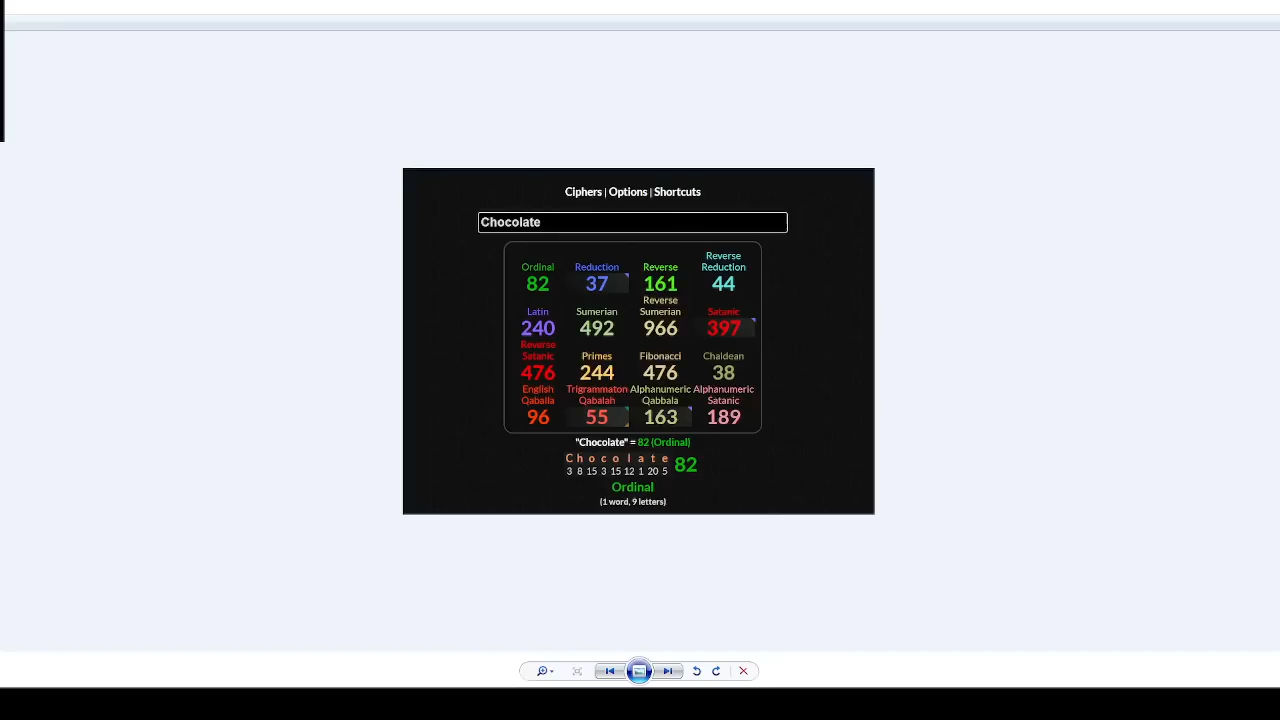 Ciphers | Options | Shortcuts
Chocolate
Ordinal Reduction Reverse Reverse Reduction
82 37 161 44
Latin Sumerian Reverse Sumerian Satanic
240 492 966 397
Reverse Satanic Primes Fibonacci Chaldean
476 244 476 38
English Qaballa Trigrammaton Qabalah Alphanumeric Qabbala Alphanumeric Satanic
96 55 163 189
"Chocolate" = 82 (Ordinal)
C h o c o l a t e 82
3 8 15 3 15 12 1 20 5
Ordinal
(1 word, 9 letters)